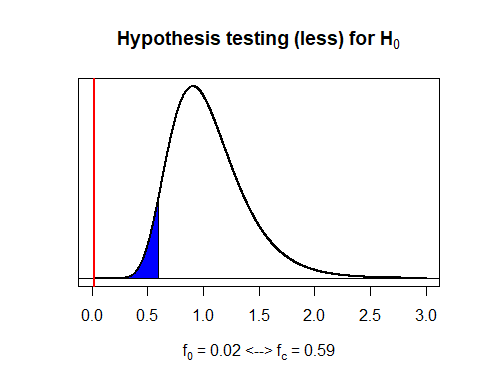 Hypothesis testing (less) for H₀
0.0 0.5 1.0 1.5 2.0 2.5 3.0
f₀ = 0.02 <--> f꜀ = 0.59